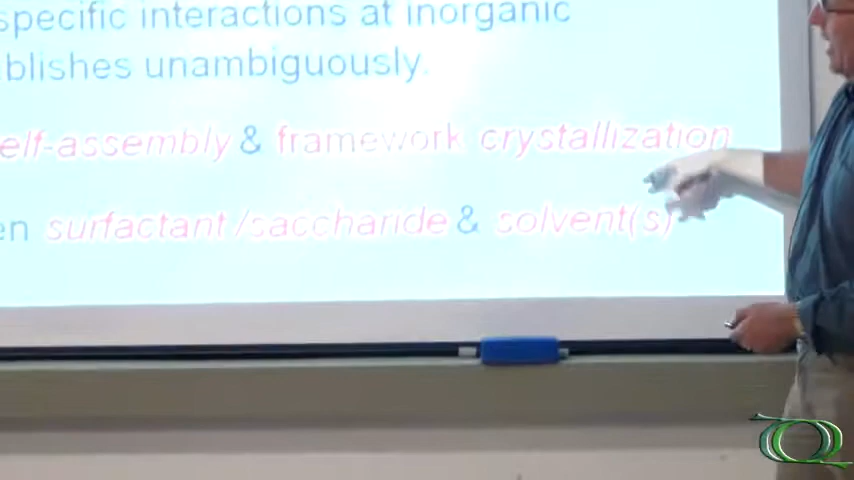 specific interactions at inorganic
blishes unambiguously.
elf-assembly & framework crystallization
en surfactant /saccharide & solvent(s)